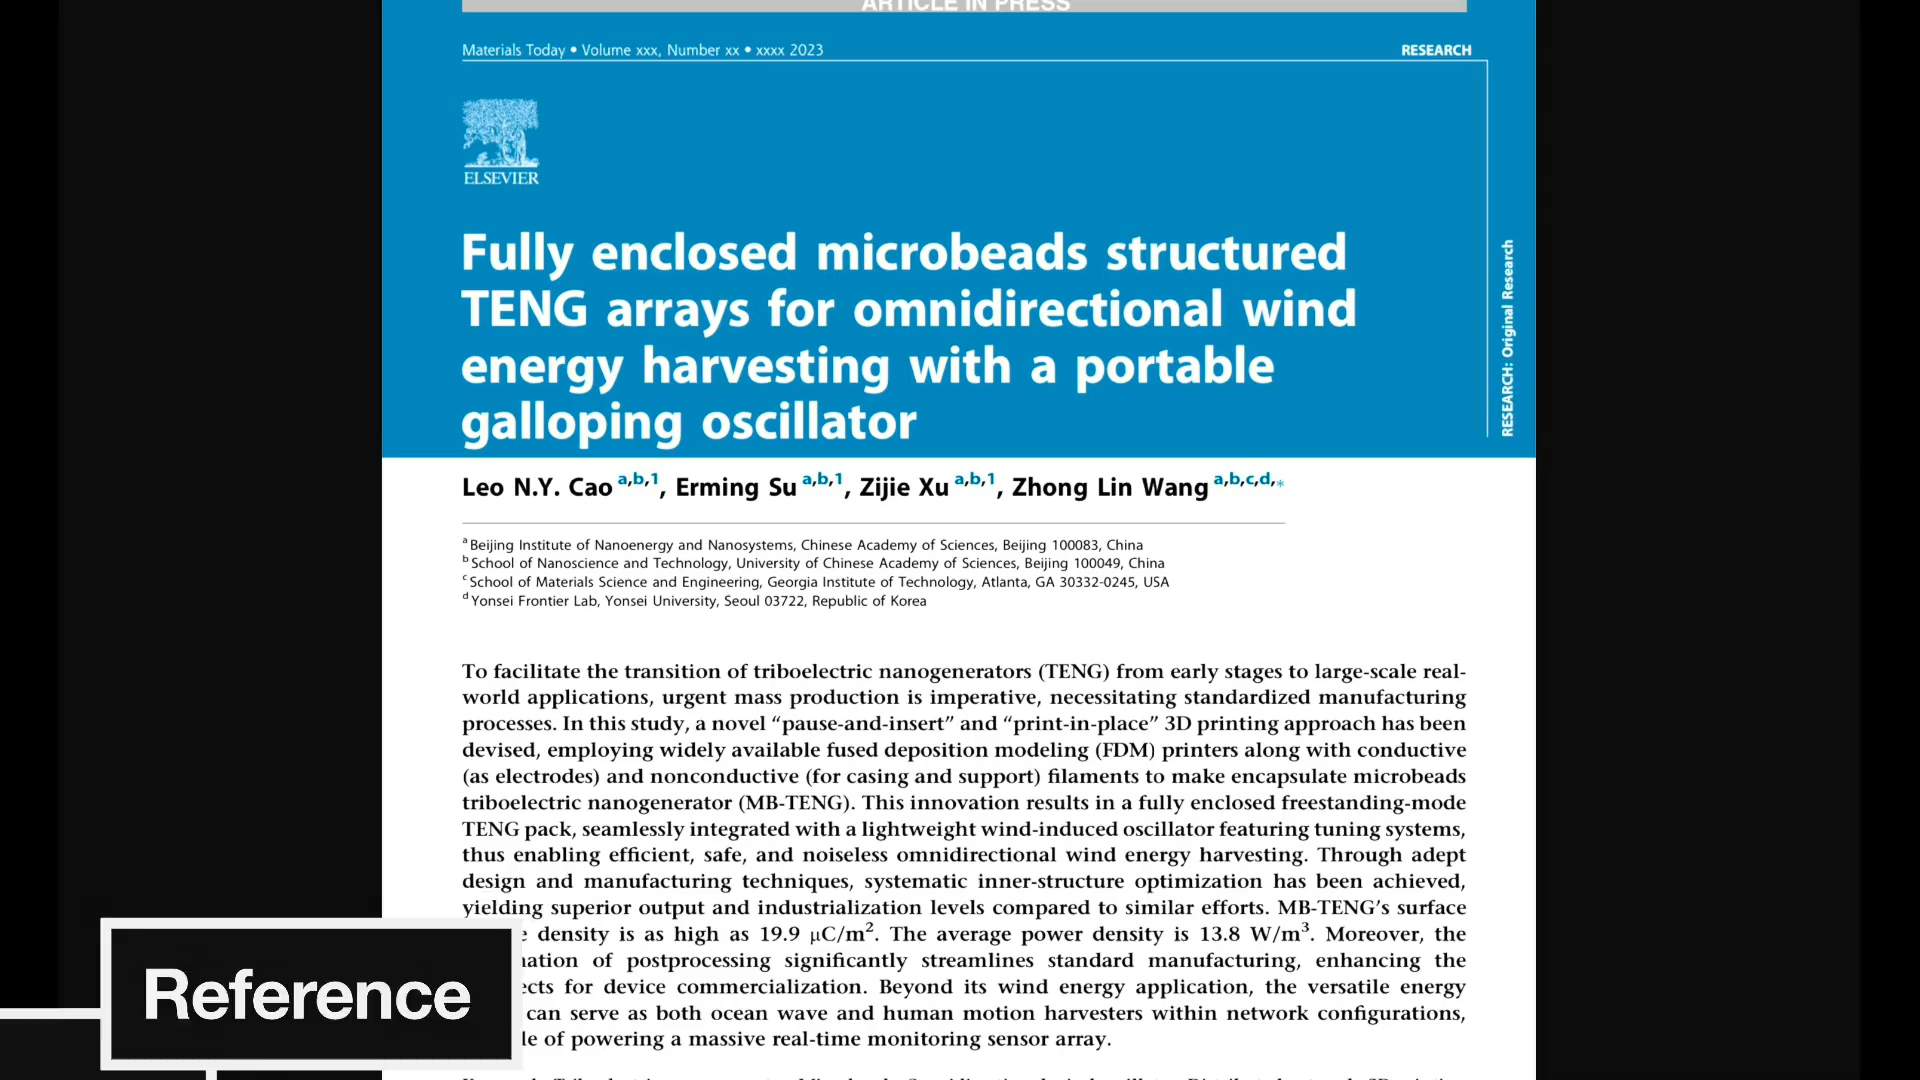 ARTICLE IN PRESS
Materials Today • Volume xxx, Number xx • xxxx 2023
RESEARCH
ELSEVIER
Fully enclosed microbeads structured
TENG arrays for omnidirectional wind
energy harvesting with a portable
galloping oscillator
RESEARCH: Original Research
Leo N.Y. Cao a,b,1, Erming Su a,b,1, Zijie Xu a,b,1, Zhong Lin Wang a,b,c,d,*
a Beijing Institute of Nanoenergy and Nanosystems, Chinese Academy of Sciences, Beijing 100083, China
b School of Nanoscience and Technology, University of Chinese Academy of Sciences, Beijing 100049, China
c School of Materials Science and Engineering, Georgia Institute of Technology, Atlanta, GA 30332-0245, USA
d Yonsei Frontier Lab, Yonsei University, Seoul 03722, Republic of Korea
To facilitate the transition of triboelectric nanogenerators (TENG) from early stages to large-scale real-
world applications, urgent mass production is imperative, necessitating standardized manufacturing
processes. In this study, a novel “pause-and-insert” and “print-in-place” 3D printing approach has been
devised, employing widely available fused deposition modeling (FDM) printers along with conductive
(as electrodes) and nonconductive (for casing and support) filaments to make encapsulate microbeads
triboelectric nanogenerator (MB-TENG). This innovation results in a fully enclosed freestanding-mode
TENG pack, seamlessly integrated with a lightweight wind-induced oscillator featuring tuning systems,
thus enabling efficient, safe, and noiseless omnidirectional wind energy harvesting. Through adept
design and manufacturing techniques, systematic inner-structure optimization has been achieved,
yielding superior output and industrialization levels compared to similar efforts. MB-TENG’s surface
density is as high as 19.9 μC/m². The average power density is 13.8 W/m³. Moreover, the
of postprocessing significantly streamlines standard manufacturing, enhancing the
for device commercialization. Beyond its wind energy application, the versatile energy
can serve as both ocean wave and human motion harvesters within network configurations,
of powering a massive real-time monitoring sensor array.
Reference